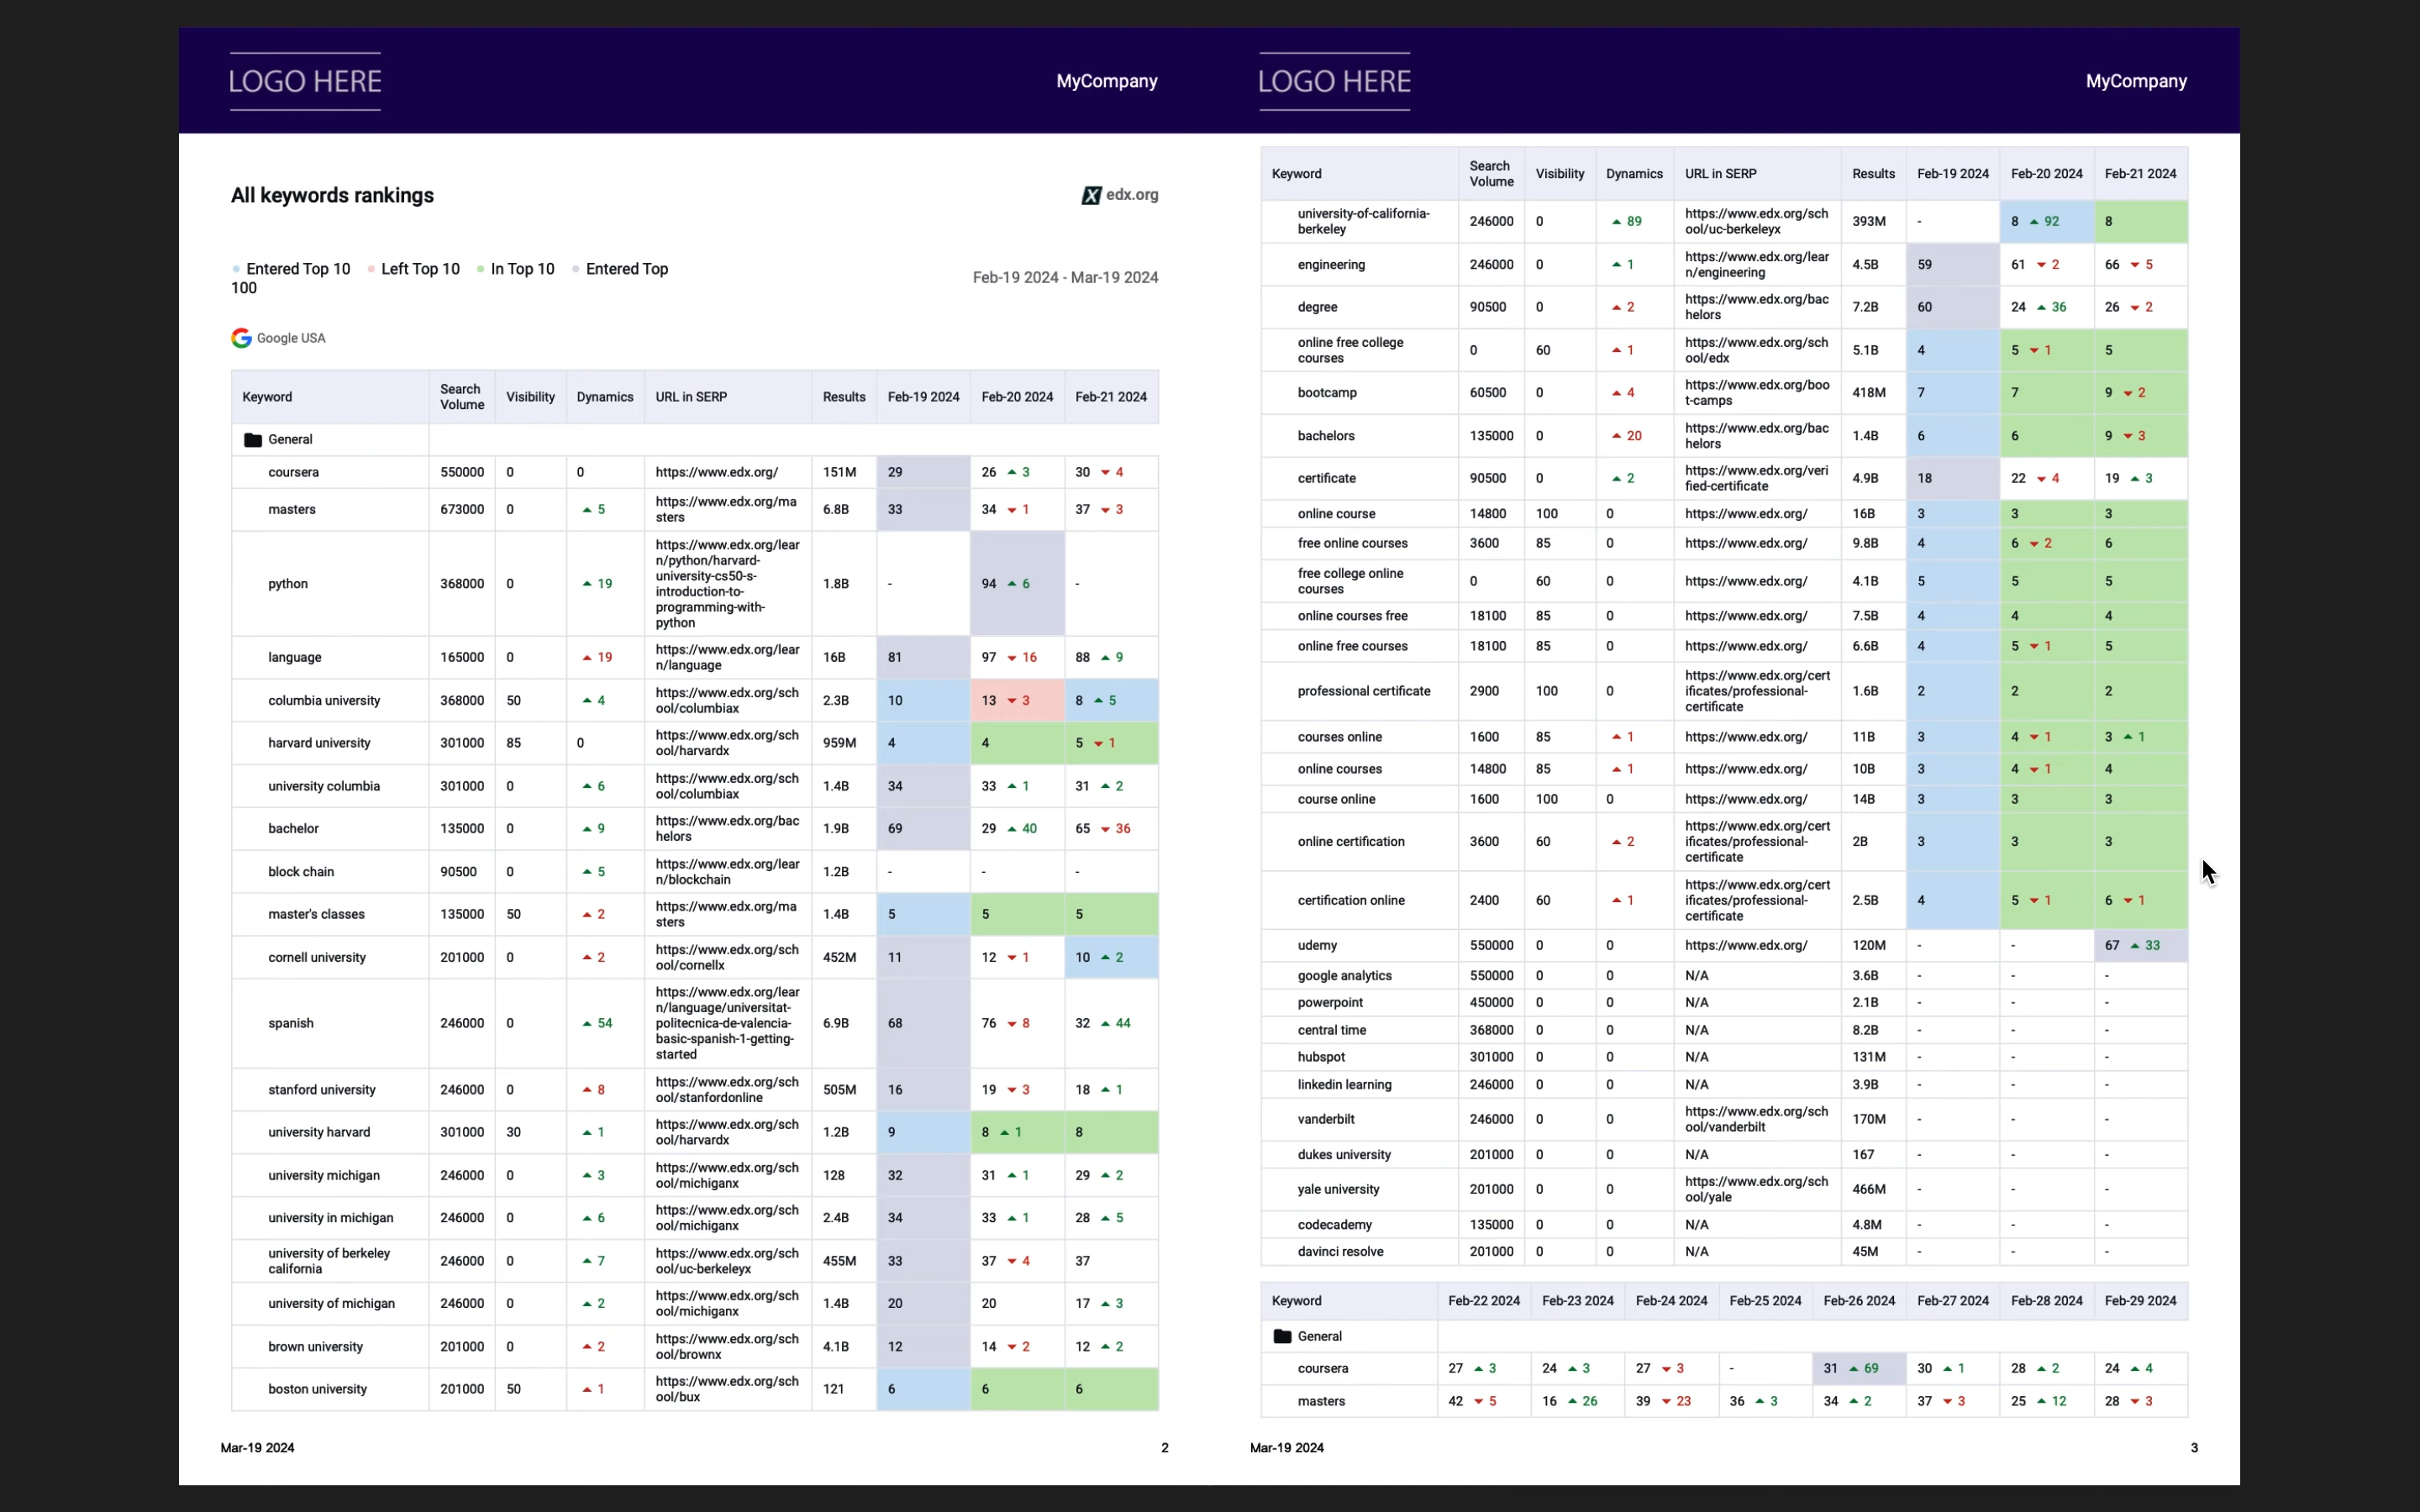 LOGO HERE
MyCompany
All keywords rankings
edx.org
Entered Top 10 Left Top 10 In Top 10 Entered Top
100
Feb-19 2024 - Mar-19 2024
Google USA
Keyword Search Volume Visibility Dynamics URL in SERP Results Feb-19 2024 Feb-20 2024 Feb-21 2024
General
coursera 550000 0 0 https://www.edx.org/ 151M 29 26 ▲ 3 30 ▼ 4
masters 673000 0 ▲ 5 https://www.edx.org/masters 6.8B 33 34 ▼ 1 37 ▼ 3
python 368000 0 ▲ 19 https://www.edx.org/learn/python/harvard-university-cs50-s-introduction-to-programming-with-python 1.8B - 94 ▲ 6 -
language 165000 0 ▲ 19 https://www.edx.org/learn/language 16B 81 97 ▼ 16 88 ▲ 9
columbia university 368000 50 ▲ 4 https://www.edx.org/school/columbiax 2.3B 10 13 ▼ 3 8 ▲ 5
harvard university 301000 85 0 https://www.edx.org/school/harvardx 959M 4 4 5 ▼ 1
university columbia 301000 0 ▲ 6 https://www.edx.org/school/columbiax 1.4B 34 33 ▲ 1 31 ▲ 2
bachelor 135000 0 ▲ 9 https://www.edx.org/bachelors 1.9B 69 29 ▲ 40 65 ▼ 36
block chain 90500 0 ▲ 5 https://www.edx.org/learn/blockchain 1.2B - - -
master's classes 135000 50 ▲ 2 https://www.edx.org/masters 1.4B 5 5 5
cornell university 201000 0 ▲ 2 https://www.edx.org/school/cornellx 452M 11 12 ▼ 1 10 ▲ 2
spanish 246000 0 ▲ 54 https://www.edx.org/learn/language/universitat-politecnica-de-valencia-basic-spanish-1-getting-started 6.9B 68 76 ▼ 8 32 ▲ 44
stanford university 246000 0 ▲ 8 https://www.edx.org/school/stanfordonline 505M 16 19 ▼ 3 18 ▲ 1
university harvard 301000 30 ▲ 1 https://www.edx.org/school/harvardx 1.2B 9 8 ▲ 1 8
university michigan 246000 0 ▲ 3 https://www.edx.org/school/michiganx 128 32 31 ▲ 1 29 ▲ 2
university in michigan 246000 0 ▲ 6 https://www.edx.org/school/michiganx 2.4B 34 33 ▲ 1 28 ▲ 5
university of berkeley california 246000 0 ▲ 7 https://www.edx.org/school/uc-berkeleyx 455M 33 37 ▼ 4 37
university of michigan 246000 0 ▲ 2 https://www.edx.org/school/michiganx 1.4B 20 20 17 ▲ 3
brown university 201000 0 ▲ 2 https://www.edx.org/school/brownx 4.1B 12 14 ▼ 2 12 ▲ 2
boston university 201000 50 ▲ 1 https://www.edx.org/school/bux 121 6 6 6
Mar-19 2024 2
LOGO HERE
MyCompany
Keyword Search Volume Visibility Dynamics URL in SERP Results Feb-19 2024 Feb-20 2024 Feb-21 2024
university-of-california-berkeley 246000 0 ▲ 89 https://www.edx.org/school/uc-berkeleyx 393M - 8 ▲ 92 8
engineering 246000 0 ▲ 1 https://www.edx.org/learn/engineering 4.5B 59 61 ▼ 2 66 ▼ 5
degree 90500 0 ▲ 2 https://www.edx.org/bachelors 7.2B 60 24 ▲ 36 26 ▼ 2
online free college courses 0 60 ▲ 1 https://www.edx.org/school/edx 5.1B 4 5 ▼ 1 5
bootcamp 60500 0 ▲ 4 https://www.edx.org/boot-camps 418M 7 7 9 ▼ 2
bachelors 135000 0 ▲ 20 https://www.edx.org/bachelors 1.4B 6 6 9 ▼ 3
certificate 90500 0 ▲ 2 https://www.edx.org/verified-certificate 4.9B 18 22 ▼ 4 19 ▲ 3
online course 14800 100 0 https://www.edx.org/ 16B 3 3 3
free online courses 3600 85 0 https://www.edx.org/ 9.8B 4 6 ▼ 2 6
free college online courses 0 60 0 https://www.edx.org/ 4.1B 5 5 5
online courses free 18100 85 0 https://www.edx.org/ 7.5B 4 4 4
online free courses 18100 85 0 https://www.edx.org/ 6.6B 4 5 ▼ 1 5
professional certificate 2900 100 0 https://www.edx.org/certificates/professional-certificate 1.6B 2 2 2
courses online 1600 85 ▲ 1 https://www.edx.org/ 11B 3 4 ▼ 1 3 ▲ 1
online courses 14800 85 ▲ 1 https://www.edx.org/ 10B 3 4 ▼ 1 4
course online 1600 100 0 https://www.edx.org/ 14B 3 3 3
online certification 3600 60 ▲ 2 https://www.edx.org/certificates/professional-certificate 2B 3 3 3
certification online 2400 60 ▲ 1 https://www.edx.org/certificates/professional-certificate 2.5B 4 5 ▼ 1 6 ▼ 1
udemy 550000 0 0 https://www.edx.org/ 120M - - 67 ▲ 33
google analytics 550000 0 0 N/A 3.6B - - -
powerpoint 450000 0 0 N/A 2.1B - - -
central time 368000 0 0 N/A 8.2B - - -
hubspot 301000 0 0 N/A 131M - - -
linkedin learning 246000 0 0 N/A 3.9B - - -
vanderbilt 246000 0 0 https://www.edx.org/school/vanderbilt 170M - - -
dukes university 201000 0 0 N/A 167 - - -
yale university 201000 0 0 https://www.edx.org/school/yale 466M - - -
codecademy 135000 0 0 N/A 4.8M - - -
davinci resolve 201000 0 0 N/A 45M - - -
Keyword Feb-22 2024 Feb-23 2024 Feb-24 2024 Feb-25 2024 Feb-26 2024 Feb-27 2024 Feb-28 2024 Feb-29 2024
General
coursera 27 ▲ 3 24 ▲ 3 27 ▼ 3 - 31 ▲ 69 30 ▲ 1 28 ▲ 2 24 ▲ 4
masters 42 ▼ 5 16 ▲ 26 39 ▼ 23 36 ▲ 3 34 ▲ 2 37 ▼ 3 25 ▲ 12 28 ▼ 3
Mar-19 2024 3